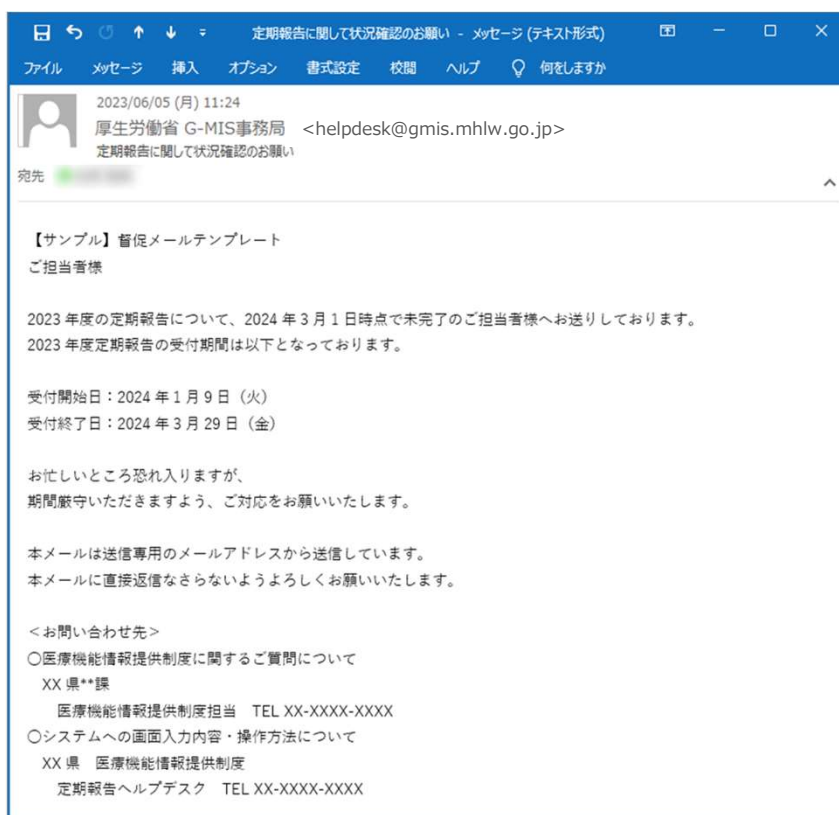 定期報告に関して状況確認のお願い - メッセージ (テキスト形式)
ファイル メッセージ 挿入 オプション 書式設定 校閲 ヘルプ 何をしますか
2023/06/05 (月) 11:24
厚生労働省 G-MIS事務局 <helpdesk@gmis.mhlw.go.jp>
定期報告に関して状況確認のお願い
宛先
【サンプル】督促メールテンプレート
ご担当者様
2023 年度の定期報告について、2024 年 3 月 1 日時点で未完了のご担当者様へお送りしております。
2023 年度定期報告の受付期間は以下となっております。
受付開始日：2024 年 1 月 9 日（火）
受付終了日：2024 年 3 月 29 日（金）
お忙しいところ恐れ入りますが、
期間厳守いただきますよう、ご対応をお願いいたします。
本メールは送信専用のメールアドレスから送信しています。
本メールに直接返信なさらないようよろしくお願いいたします。
＜お問い合わせ先＞
〇医療機能情報提供制度に関するご質問について
XX 県**課
医療機能情報提供制度担当 TEL XX-XXXX-XXXX
〇システムへの画面入力内容・操作方法について
XX 県 医療機能情報提供制度
定期報告ヘルプデスク TEL XX-XXXX-XXXX